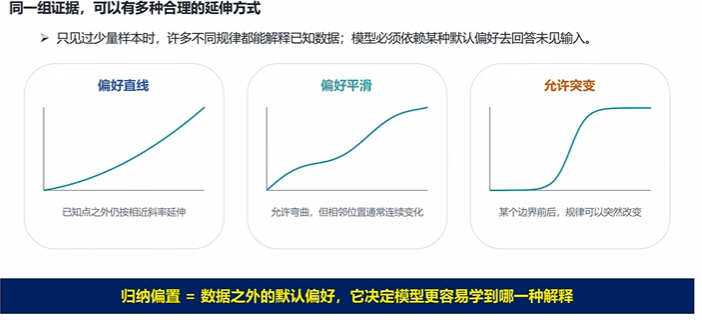 同一组证据，可以有多种合理的延伸方式
➢ 只见过少量样本时，许多不同规律都能解释已知数据；模型必须依赖某种默认偏好去回答未见输入。
偏好直线
已知点之外仍按相近斜率延伸
偏好平滑
允许弯曲，但相邻位置通常连续变化
允许突变
某个边界前后，规律可以突然改变
归纳偏置 = 数据之外的默认偏好，它决定模型更容易学到哪一种解释